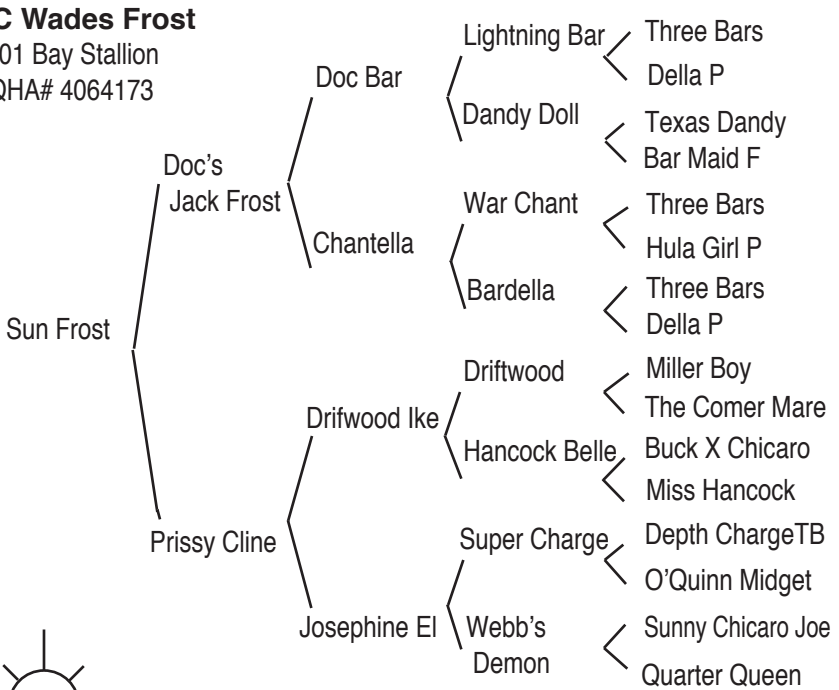 C Wades Frost
01 Bay Stallion
QHA# 4064173
Sun Frost
Doc's
Jack Frost
Prissy Cline
Doc Bar
Chantella
Drifwood Ike
Josephine El
Lightning Bar
Dandy Doll
War Chant
Bardella
Driftwood
Hancock Belle
Super Charge
Webb's
Demon
Three Bars
Della P
Texas Dandy
Bar Maid F
Three Bars
Hula Girl P
Three Bars
Della P
Miller Boy
The Comer Mare
Buck X Chicaro
Miss Hancock
Depth ChargeTB
O'Quinn Midget
Sunny Chicaro Joe
Quarter Queen